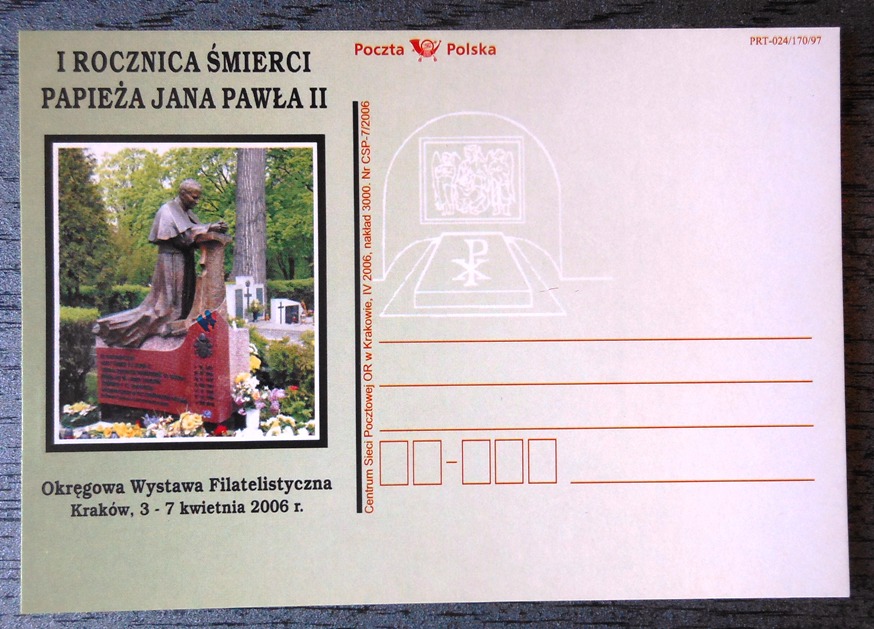 I ROCZNICA ŚMIERCI
PAPIEŻA JANA PAWŁA II
Okręgowa Wystawa Filatelistyczna
Kraków, 3 - 7 kwietnia 2006 r.
Poczta Polska
PRT-024/170/97
Centrum Sieci Pocztowej OR w Krakowie, IV 2006, nakład 3000. Nr CSP-7/2006